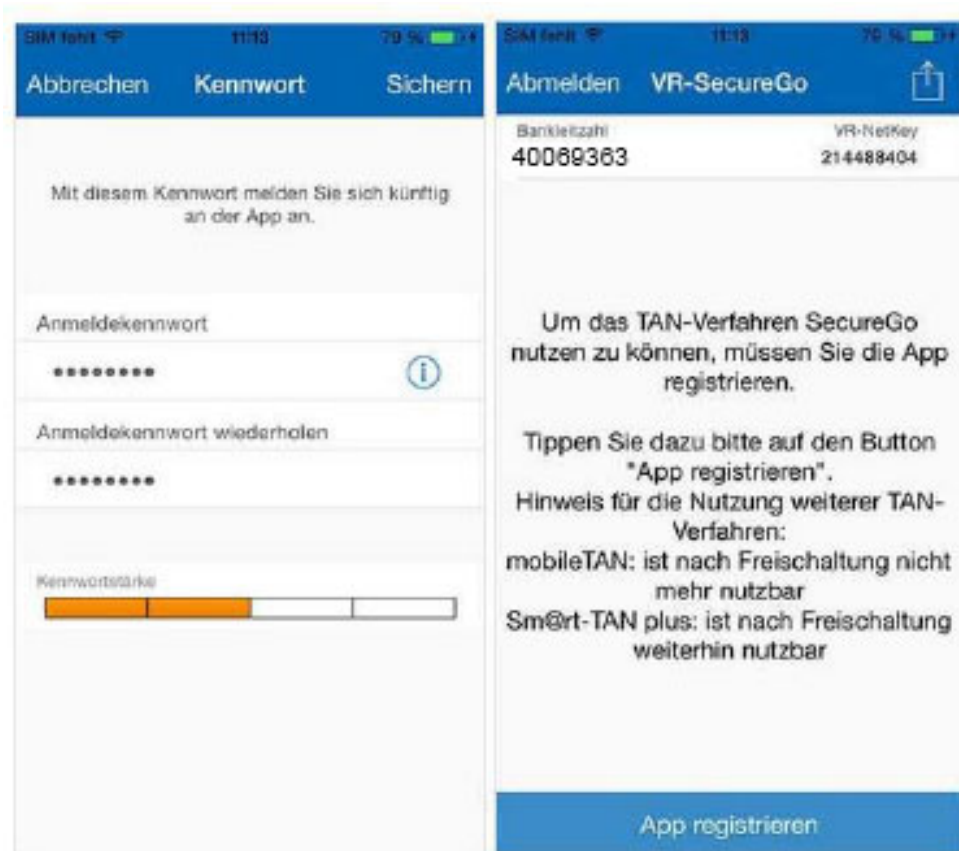 SIM fehlt 11:13 79 %
Abbrechen Kennwort Sichern
Mit diesem Kennwort melden Sie sich künftig
an der App an.
Anmeldekennwort
••••••••
Anmeldekennwort wiederholen
••••••••
Kennwortstärke
SIM fehlt 11:13 79 %
Abmelden VR-SecureGo
Bankleitzahl VR-NetKey
40069363 214488404
Um das TAN-Verfahren SecureGo
nutzen zu können, müssen Sie die App
registrieren.
Tippen Sie dazu bitte auf den Button
"App registrieren".
Hinweis für die Nutzung weiterer TAN-
Verfahren:
mobileTAN: ist nach Freischaltung nicht
mehr nutzbar
Sm@rt-TAN plus: ist nach Freischaltung
weiterhin nutzbar
App registrieren